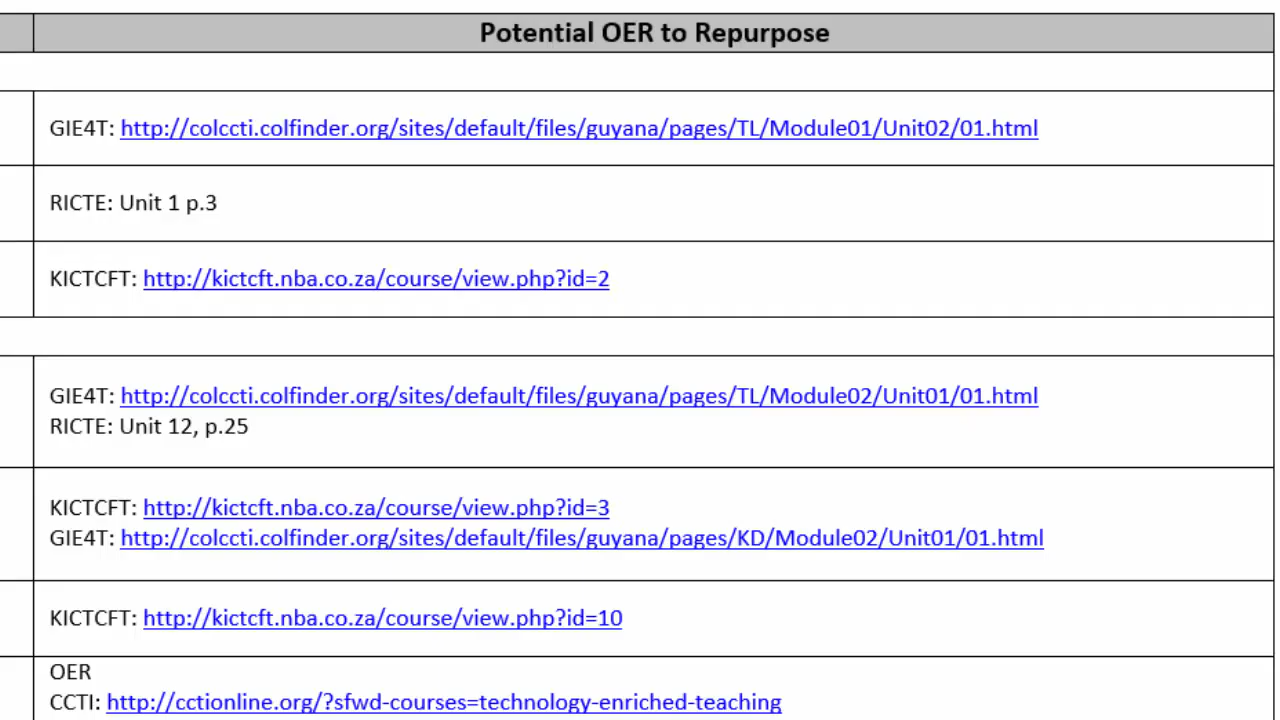 Potential OER to Repurpose
GIE4T: http://colccti.colfinder.org/sites/default/files/guyana/pages/TL/Module01/Unit02/01.html
RICTE: Unit 1 p.3
KICTCFT: http://kictcft.nba.co.za/course/view.php?id=2
GIE4T: http://colccti.colfinder.org/sites/default/files/guyana/pages/TL/Module02/Unit01/01.html
RICTE: Unit 12, p.25
KICTCFT: http://kictcft.nba.co.za/course/view.php?id=3
GIE4T: http://colccti.colfinder.org/sites/default/files/guyana/pages/KD/Module02/Unit01/01.html
KICTCFT: http://kictcft.nba.co.za/course/view.php?id=10
OER
CCTI: http://cctionline.org/?sfwd-courses=technology-enriched-teaching